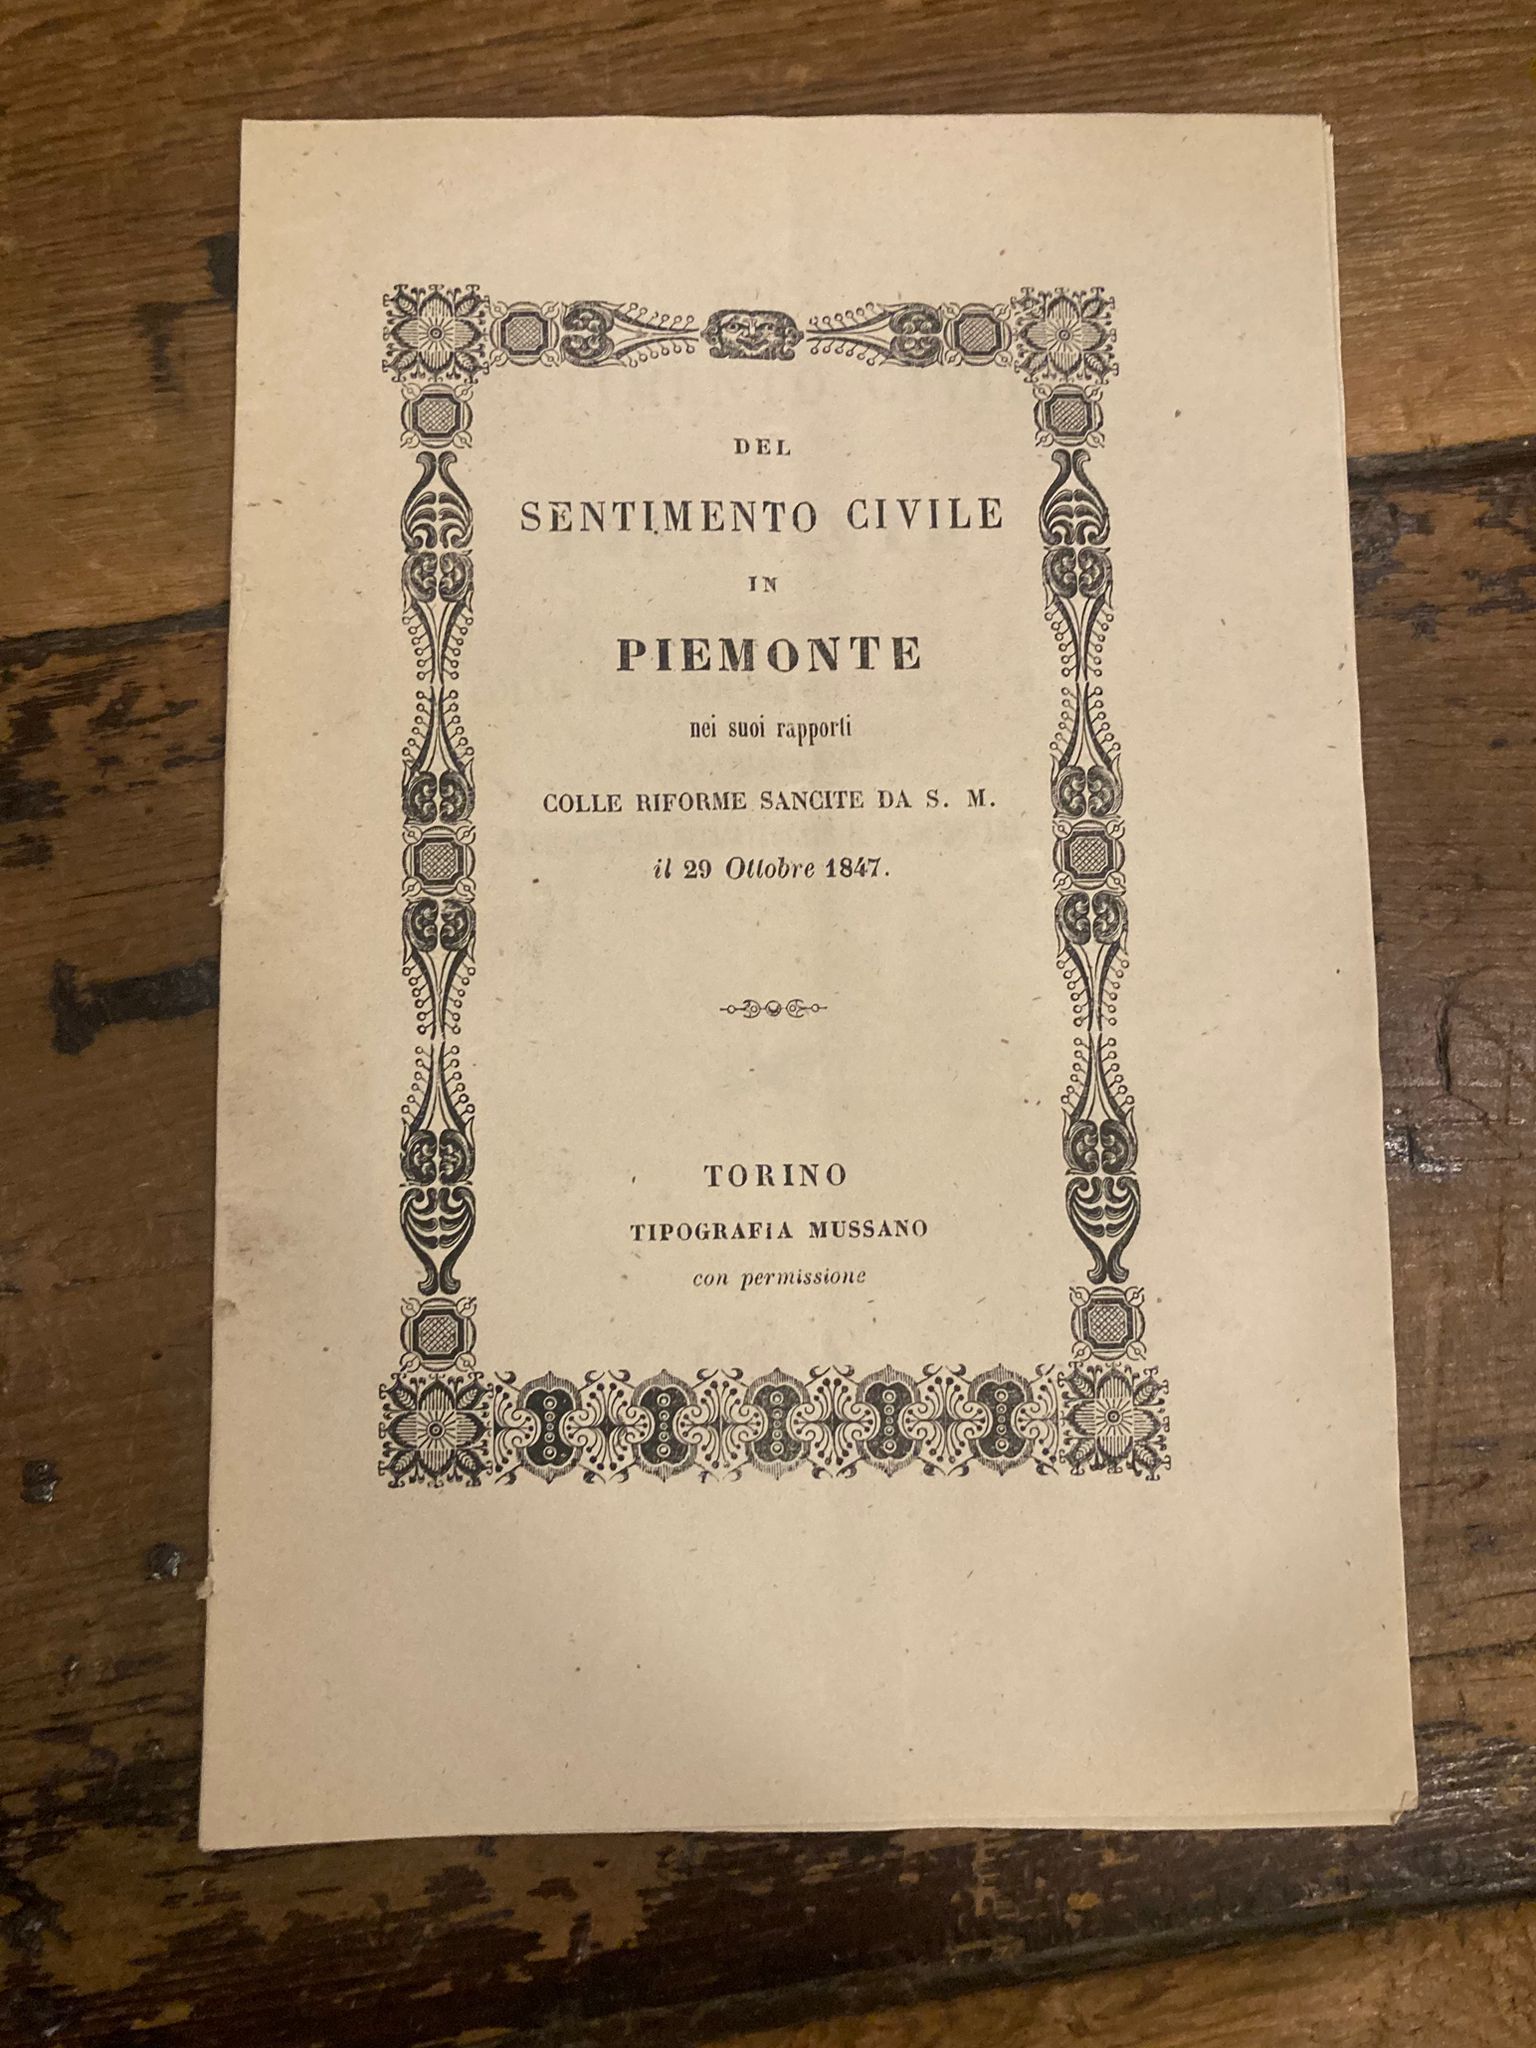 DEL
SENTIMENTO CIVILE
IN
PIEMONTE
nei suoi rapporti
COLLE RIFORME SANCITE DA S. M.
il 29 Ottobre 1847.
TORINO
TIPOGRAFIA MUSSANO
con permissione